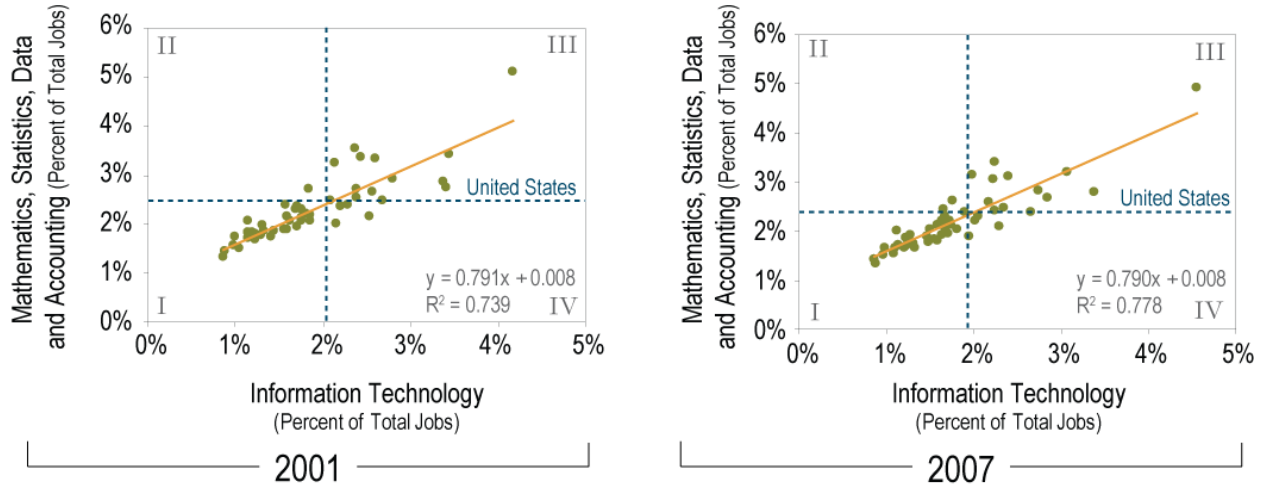 Mathematics, Statistics, Data
and Accounting (Percent of Total Jobs)
6%
5%
4%
3%
2%
1%
0%
II
III
United States
y = 0.791x + 0.008
R² = 0.739
I
IV
0%
1%
2%
3%
4%
5%
Information Technology
(Percent of Total Jobs)
2001
Mathematics, Statistics, Data
and Accounting (Percent of Total Jobs)
6%
5%
4%
3%
2%
1%
0%
II
III
United States
y = 0.790x + 0.008
R² = 0.778
I
IV
0%
1%
2%
3%
4%
5%
Information Technology
(Percent of Total Jobs)
2007